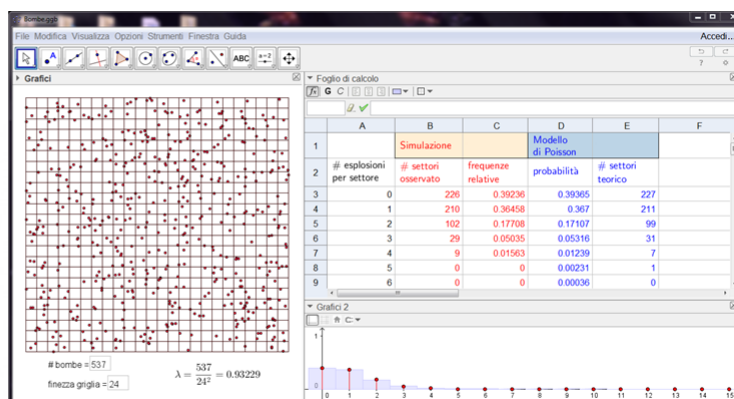 Bombe.ggb
File Modifica Visualizza Opzioni Strumenti Finestra Guida Accedi...
ABC a=2
Grafici
Foglio di calcolo
G C
A B C D E F
1 Simulazione Modello di Poisson
2 # esplosioni per settore # settori osservato frequenze relative probabilità # settori teorico
3 0 226 0.39236 0.39365 227
4 1 210 0.36458 0.367 211
5 2 102 0.17708 0.17107 99
6 3 29 0.05035 0.05316 31
7 4 9 0.01563 0.01239 7
8 5 0 0 0.00231 1
9 6 0 0 0.00036 0
Grafici 2
1
0
0 1 2 3 4 5 6 7 8 9 10 11 12 13 14 15
# bombe = 537
finezza griglia = 24
λ = 537/24² = 0.93229